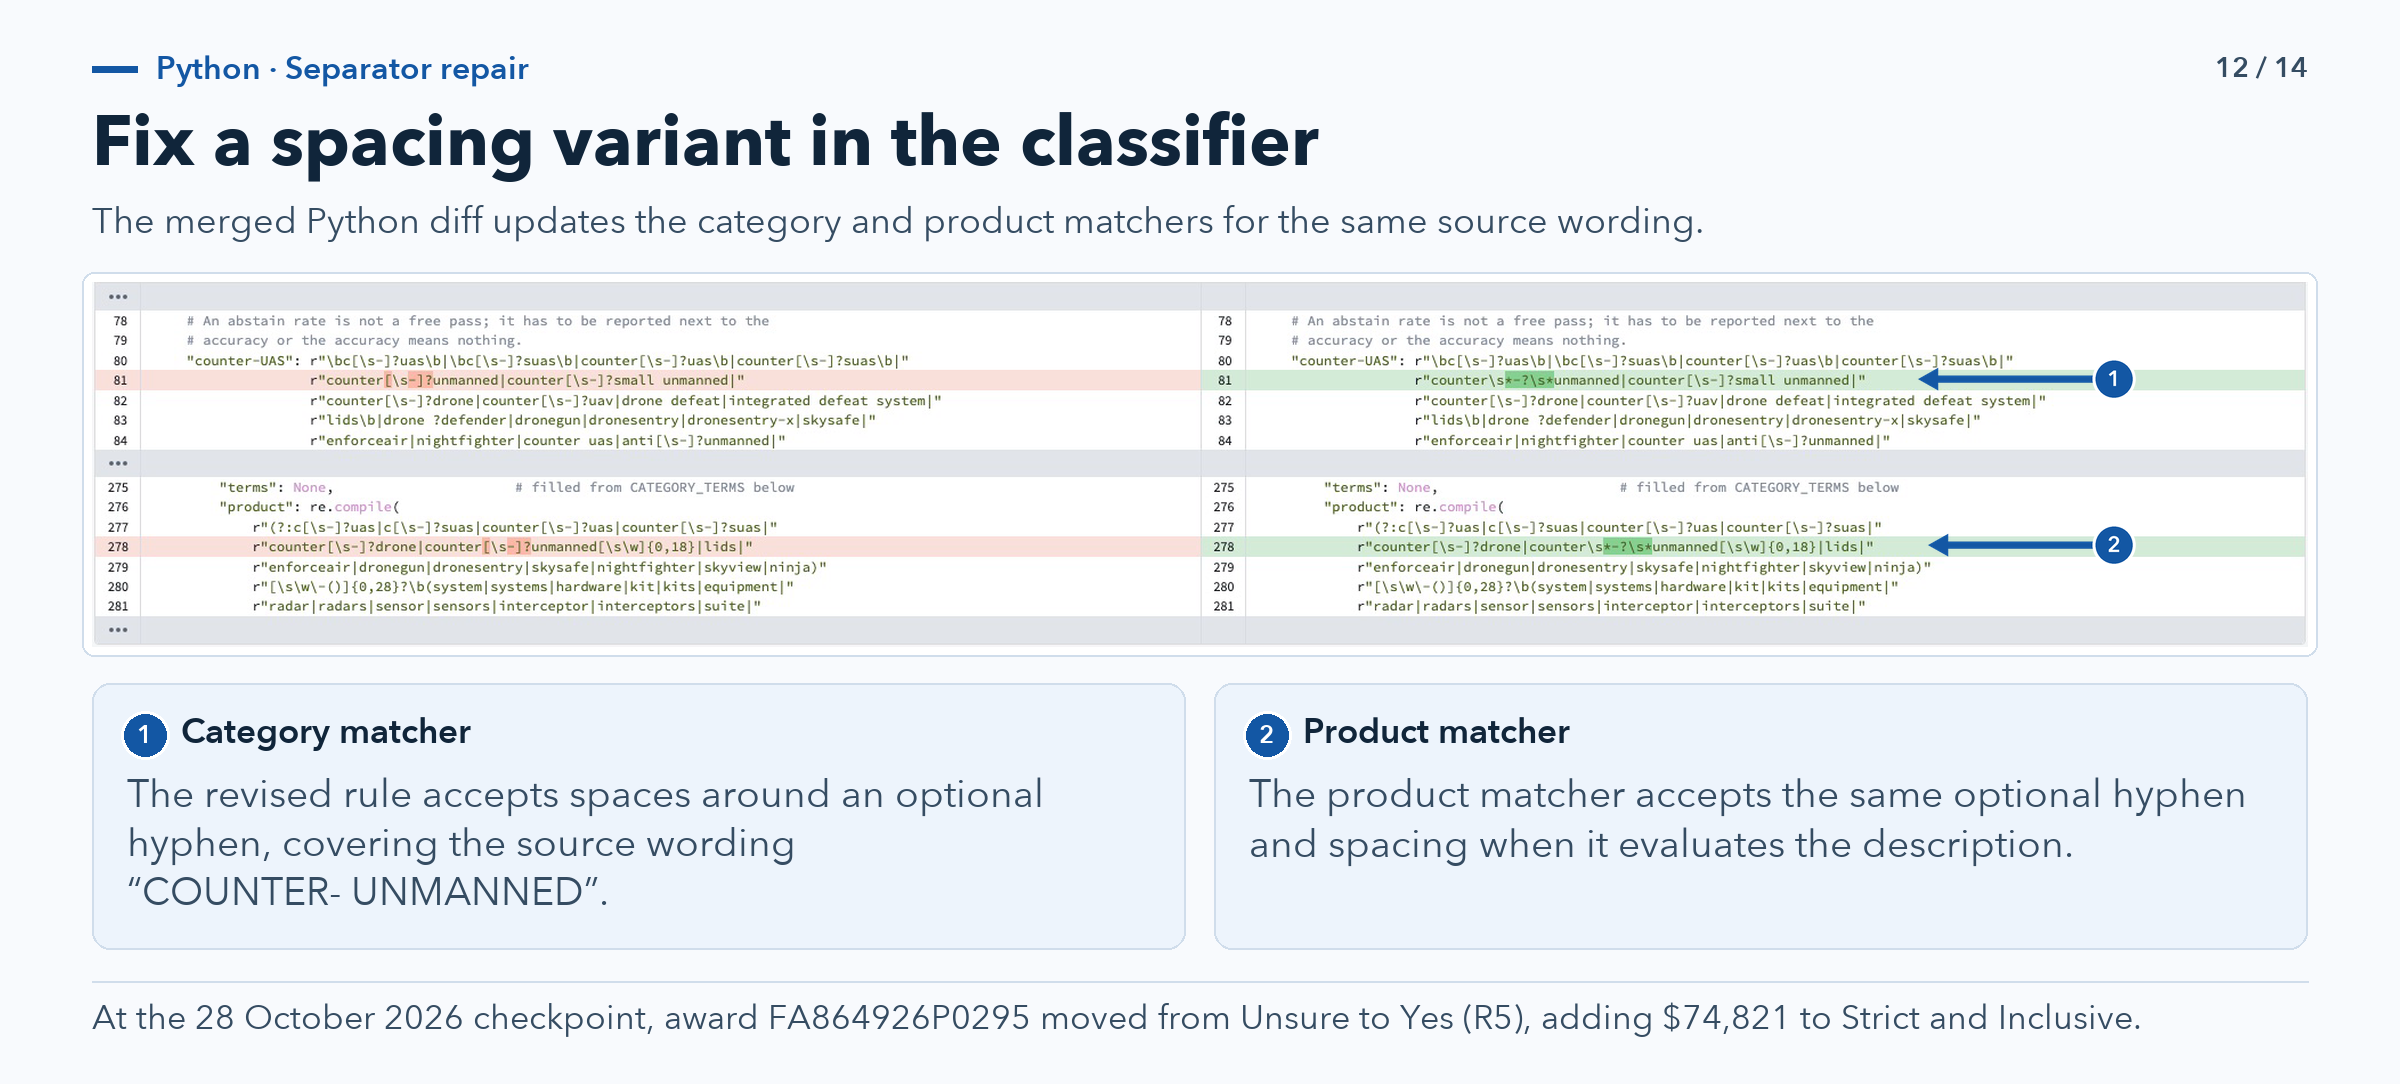 Python · Separator repair
12 / 14
Fix a spacing variant in the classifier
The merged Python diff updates the category and product matchers for the same source wording.
•••
78 # An abstain rate is not a free pass; it has to be reported next to the
79 # accuracy or the accuracy means nothing.
80 "counter-UAS": r"\bc[\s-]?uas\b|\bc[\s-]?suas\b|counter[\s-]?uas\b|counter[\s-]?suas\b|"
81 r"counter[\s-]?unmanned|counter[\s-]?small unmanned|"
82 r"counter[\s-]?drone|counter[\s-]?uav|drone defeat|integrated defeat system|"
83 r"lids\b|drone ?defender|dronegun|dronesentry|dronesentry-x|skysafe|"
84 r"enforceair|nightfighter|counter uas|anti[\s-]?unmanned|"
•••
275 "terms": None, # filled from CATEGORY_TERMS below
276 "product": re.compile(
277 r"(?:c[\s-]?uas|c[\s-]?suas|counter[\s-]?uas|counter[\s-]?suas|"
278 r"counter[\s-]?drone|counter[\s-]?unmanned[\s\w]{0,18}|lids|"
279 r"enforceair|dronegun|dronesentry|skysafe|nightfighter|skyview|ninja)"
280 r"[\s\w\-()]{0,28}?\b(system|systems|hardware|kit|kits|equipment|"
281 r"radar|radars|sensor|sensors|interceptor|interceptors|suite|"
•••
78 # An abstain rate is not a free pass; it has to be reported next to the
79 # accuracy or the accuracy means nothing.
80 "counter-UAS": r"\bc[\s-]?uas\b|\bc[\s-]?suas\b|counter[\s-]?uas\b|counter[\s-]?suas\b|"
81 r"counter\s*-?\s*unmanned|counter[\s-]?small unmanned|"
1
82 r"counter[\s-]?drone|counter[\s-]?uav|drone defeat|integrated defeat system|"
83 r"lids\b|drone ?defender|dronegun|dronesentry|dronesentry-x|skysafe|"
84 r"enforceair|nightfighter|counter uas|anti[\s-]?unmanned|"
275 "terms": None, # filled from CATEGORY_TERMS below
276 "product": re.compile(
277 r"(?:c[\s-]?uas|c[\s-]?suas|counter[\s-]?uas|counter[\s-]?suas|"
278 r"counter[\s-]?drone|counter\s*-?\s*unmanned[\s\w]{0,18}|lids|"
2
279 r"enforceair|dronegun|dronesentry|skysafe|nightfighter|skyview|ninja)"
280 r"[\s\w\-()]{0,28}?\b(system|systems|hardware|kit|kits|equipment|"
281 r"radar|radars|sensor|sensors|interceptor|interceptors|suite|"
1 Category matcher
The revised rule accepts spaces around an optional
hyphen, covering the source wording
“COUNTER- UNMANNED”.
2 Product matcher
The product matcher accepts the same optional hyphen
and spacing when it evaluates the description.
At the 28 October 2026 checkpoint, award FA864926P0295 moved from Unsure to Yes (R5), adding $74,821 to Strict and Inclusive.